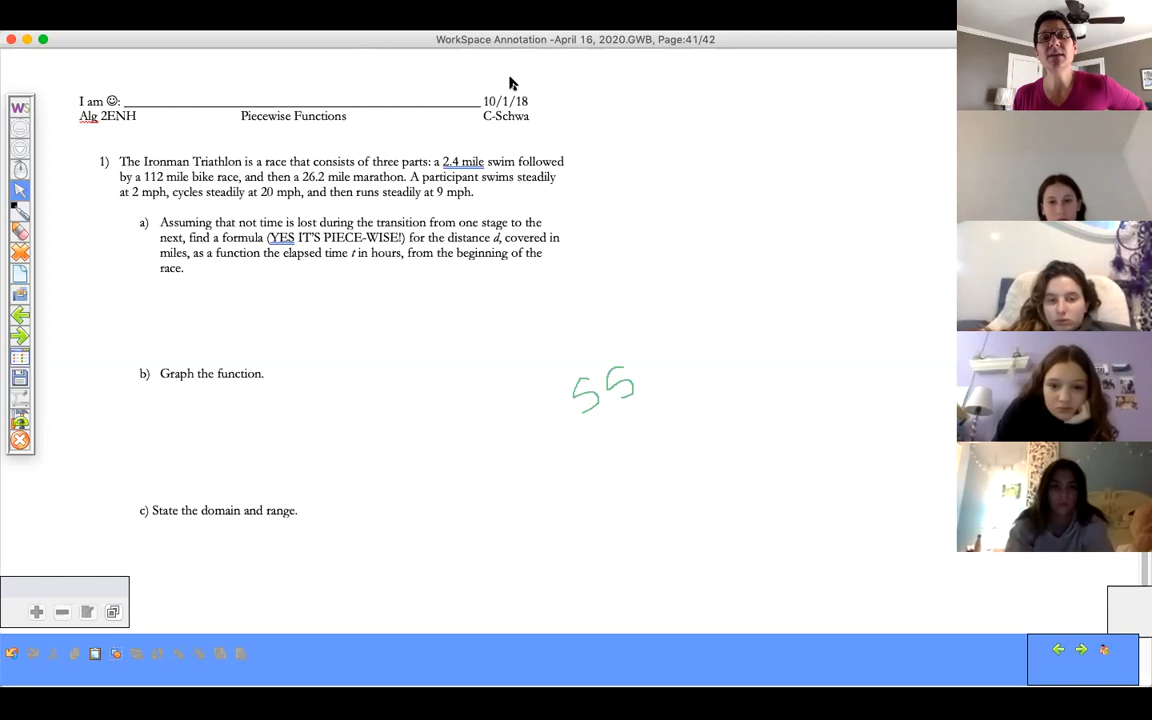 WorkSpace Annotation -April 16, 2020.GWB, Page:41/42
WS
I am ☺: ____________________ 10/1/18
Alg 2ENH Piecewise Functions C-Schwa
1) The Ironman Triathlon is a race that consists of three parts: a 2.4 mile swim followed
by a 112 mile bike race, and then a 26.2 mile marathon. A participant swims steadily
at 2 mph, cycles steadily at 20 mph, and then runs steadily at 9 mph.
a) Assuming that not time is lost during the transition from one stage to the
next, find a formula (YES IT'S PIECE-WISE!) for the distance d, covered in
miles, as a function the elapsed time t in hours, from the beginning of the
race.
b) Graph the function.
55
c) State the domain and range.